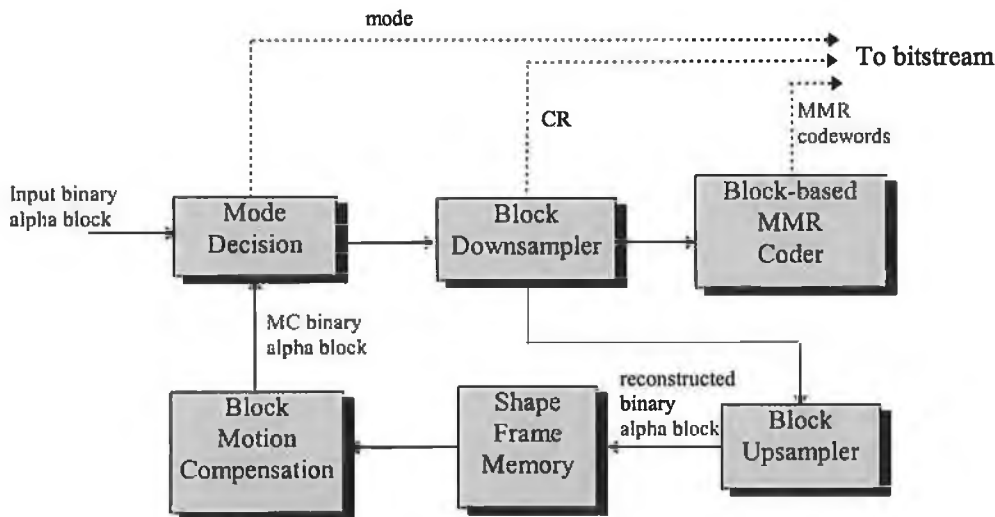 mode
To bitstream
CR
MMR
codewords
Input binary
alpha block
Mode
Decision
Block
Downsampler
Block-based
MMR
Coder
MC binary
alpha block
reconstructed
binary
alpha block
Block
Motion
Compensation
Shape
Frame
Memory
Block
Upsampler